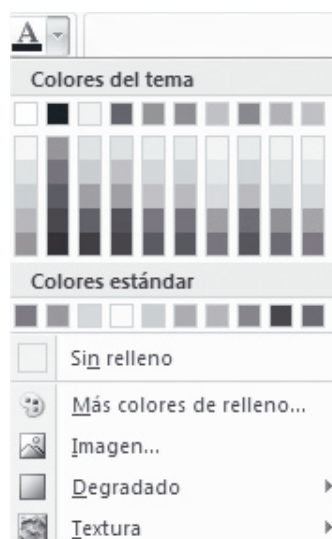 A
Colores del tema
Colores estándar
Sin relleno
Más colores de relleno...
Imagen...
Degradado
Textura